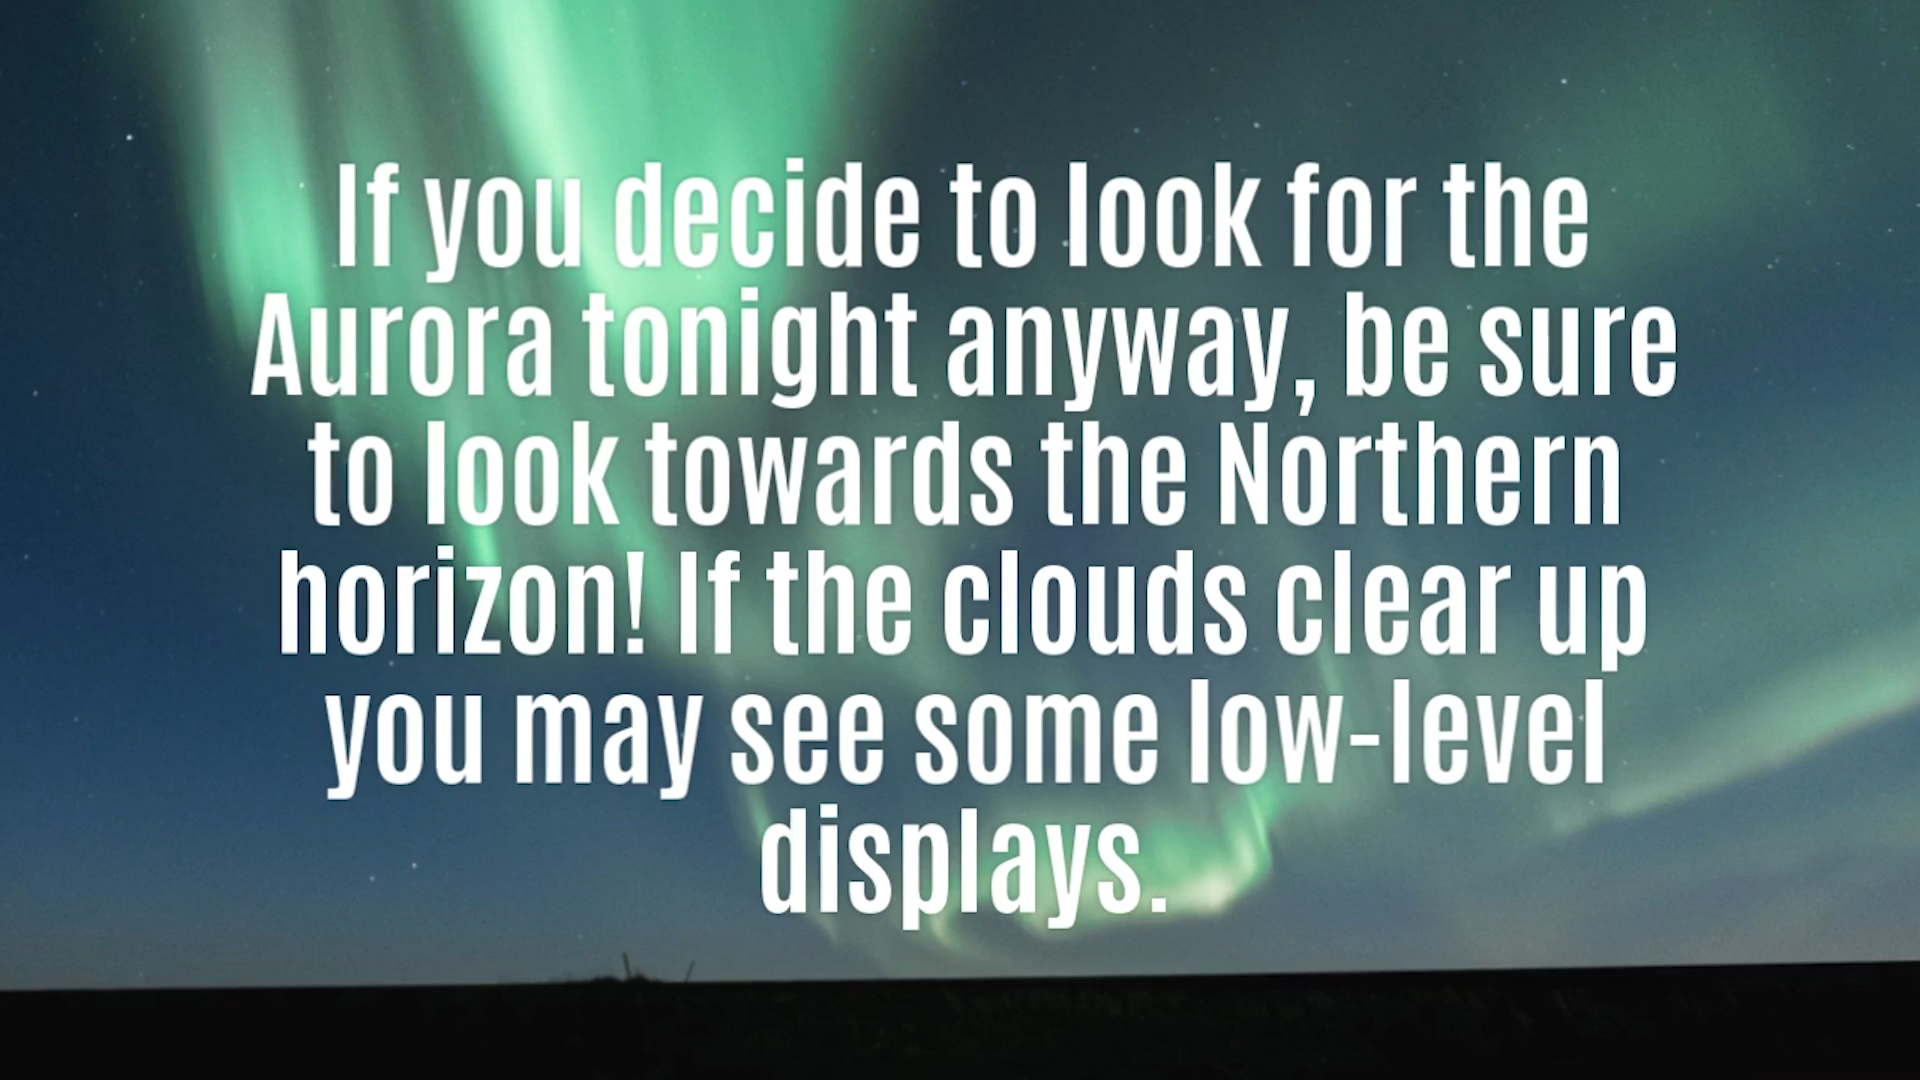 If you decide to look for the
Aurora tonight anyway, be sure
to look towards the Northern
horizon! If the clouds clear up
you may see some low-level
displays.